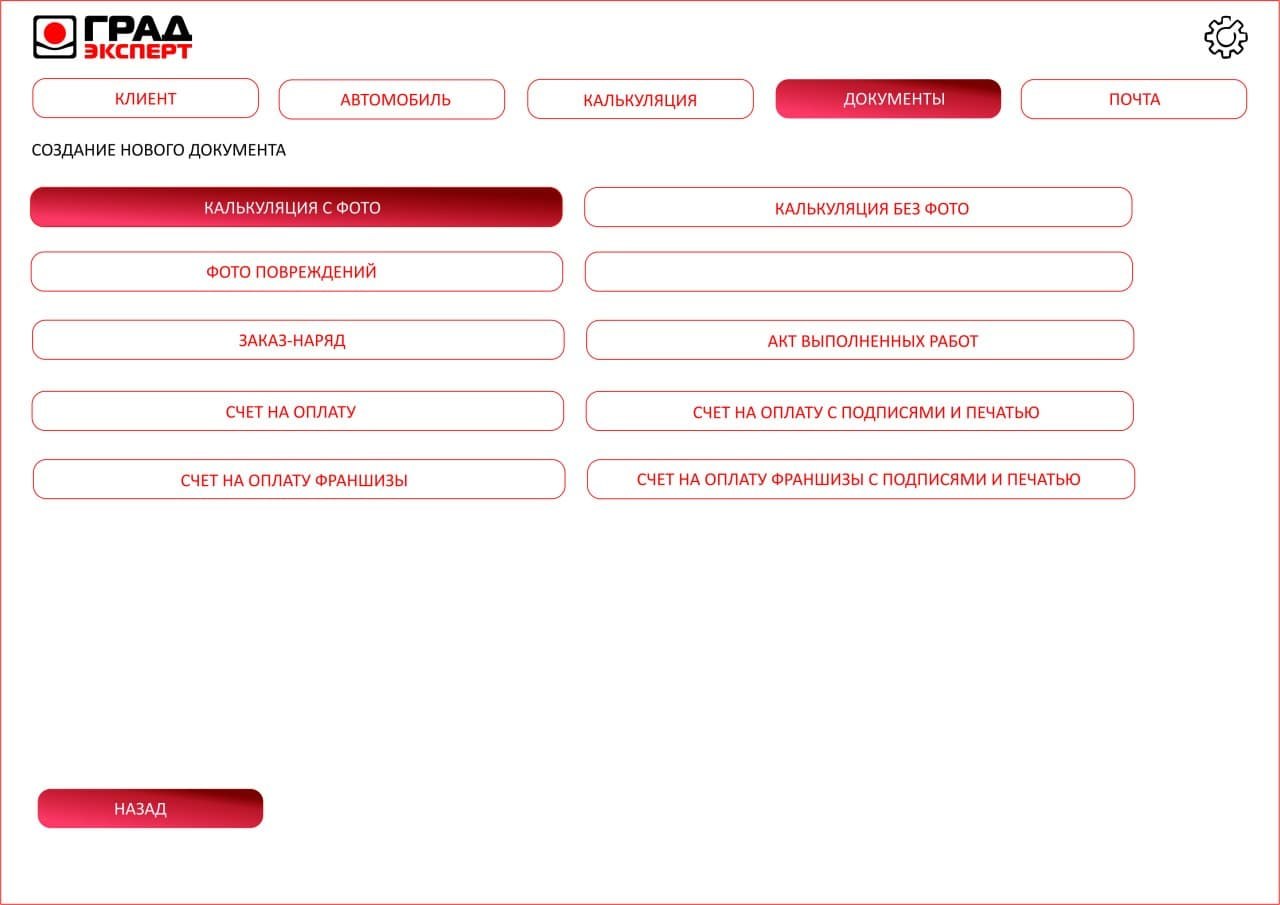 ГРАД
ЭКСПЕРТ
КЛИЕНТ
АВТОМОБИЛЬ
КАЛЬКУЛЯЦИЯ
ДОКУМЕНТЫ
ПОЧТА
СОЗДАНИЕ НОВОГО ДОКУМЕНТА
КАЛЬКУЛЯЦИЯ С ФОТО
КАЛЬКУЛЯЦИЯ БЕЗ ФОТО
ФОТО ПОВРЕЖДЕНИЙ
ЗАКАЗ-НАРЯД
АКТ ВЫПОЛНЕННЫХ РАБОТ
СЧЕТ НА ОПЛАТУ
СЧЕТ НА ОПЛАТУ С ПОДПИСЯМИ И ПЕЧАТЬЮ
СЧЕТ НА ОПЛАТУ ФРАНШИЗЫ
СЧЕТ НА ОПЛАТУ ФРАНШИЗЫ С ПОДПИСЯМИ И ПЕЧАТЬЮ
НАЗАД